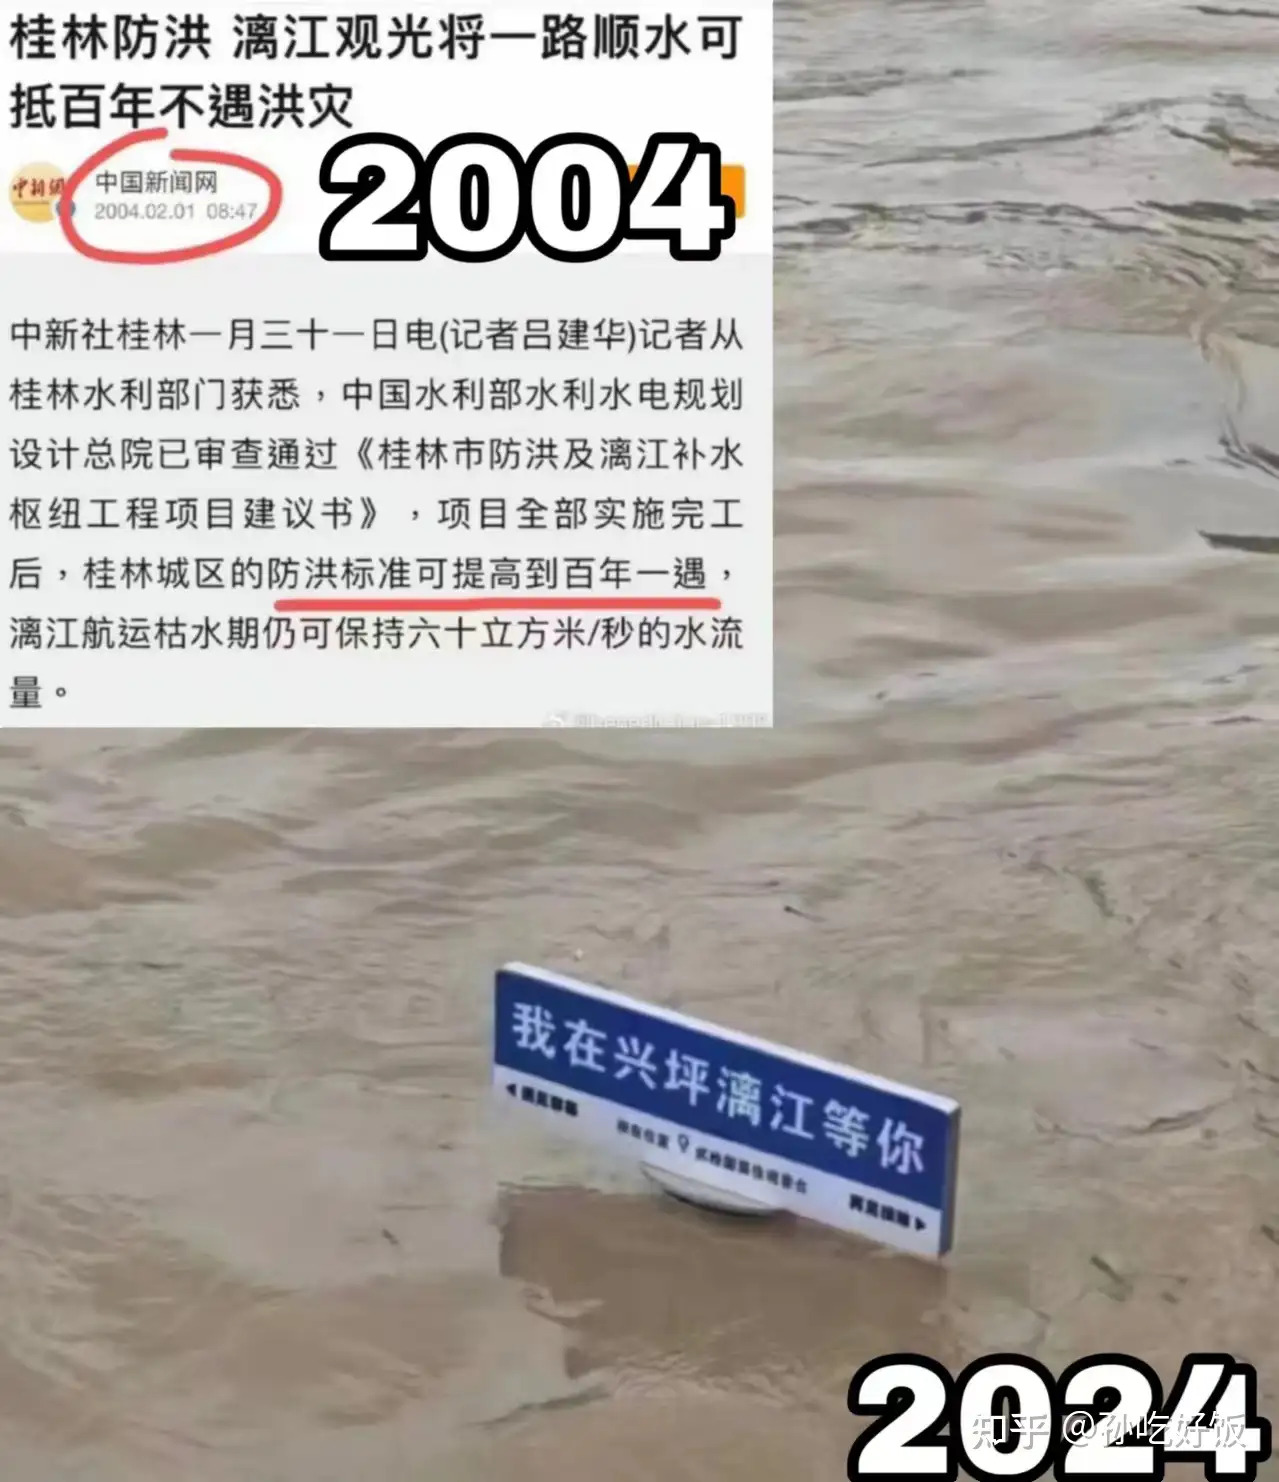 桂林防洪 漓江观光将一路顺水可
抵百年不遇洪灾
中新网
中国新闻网
2004.02.01 08:47
2004
中新社桂林一月三十一日电(记者吕建华)记者从
桂林水利部门获悉，中国水利部水利水电规划
设计总院已审查通过《桂林市防洪及漓江补水
枢纽工程项目建议书》，项目全部实施完工
后，桂林城区的防洪标准可提高到百年一遇，
漓江航运枯水期仍可保持六十立方米/秒的水流
量。
我在兴坪漓江等你
2024
知乎 @孙吃好饭